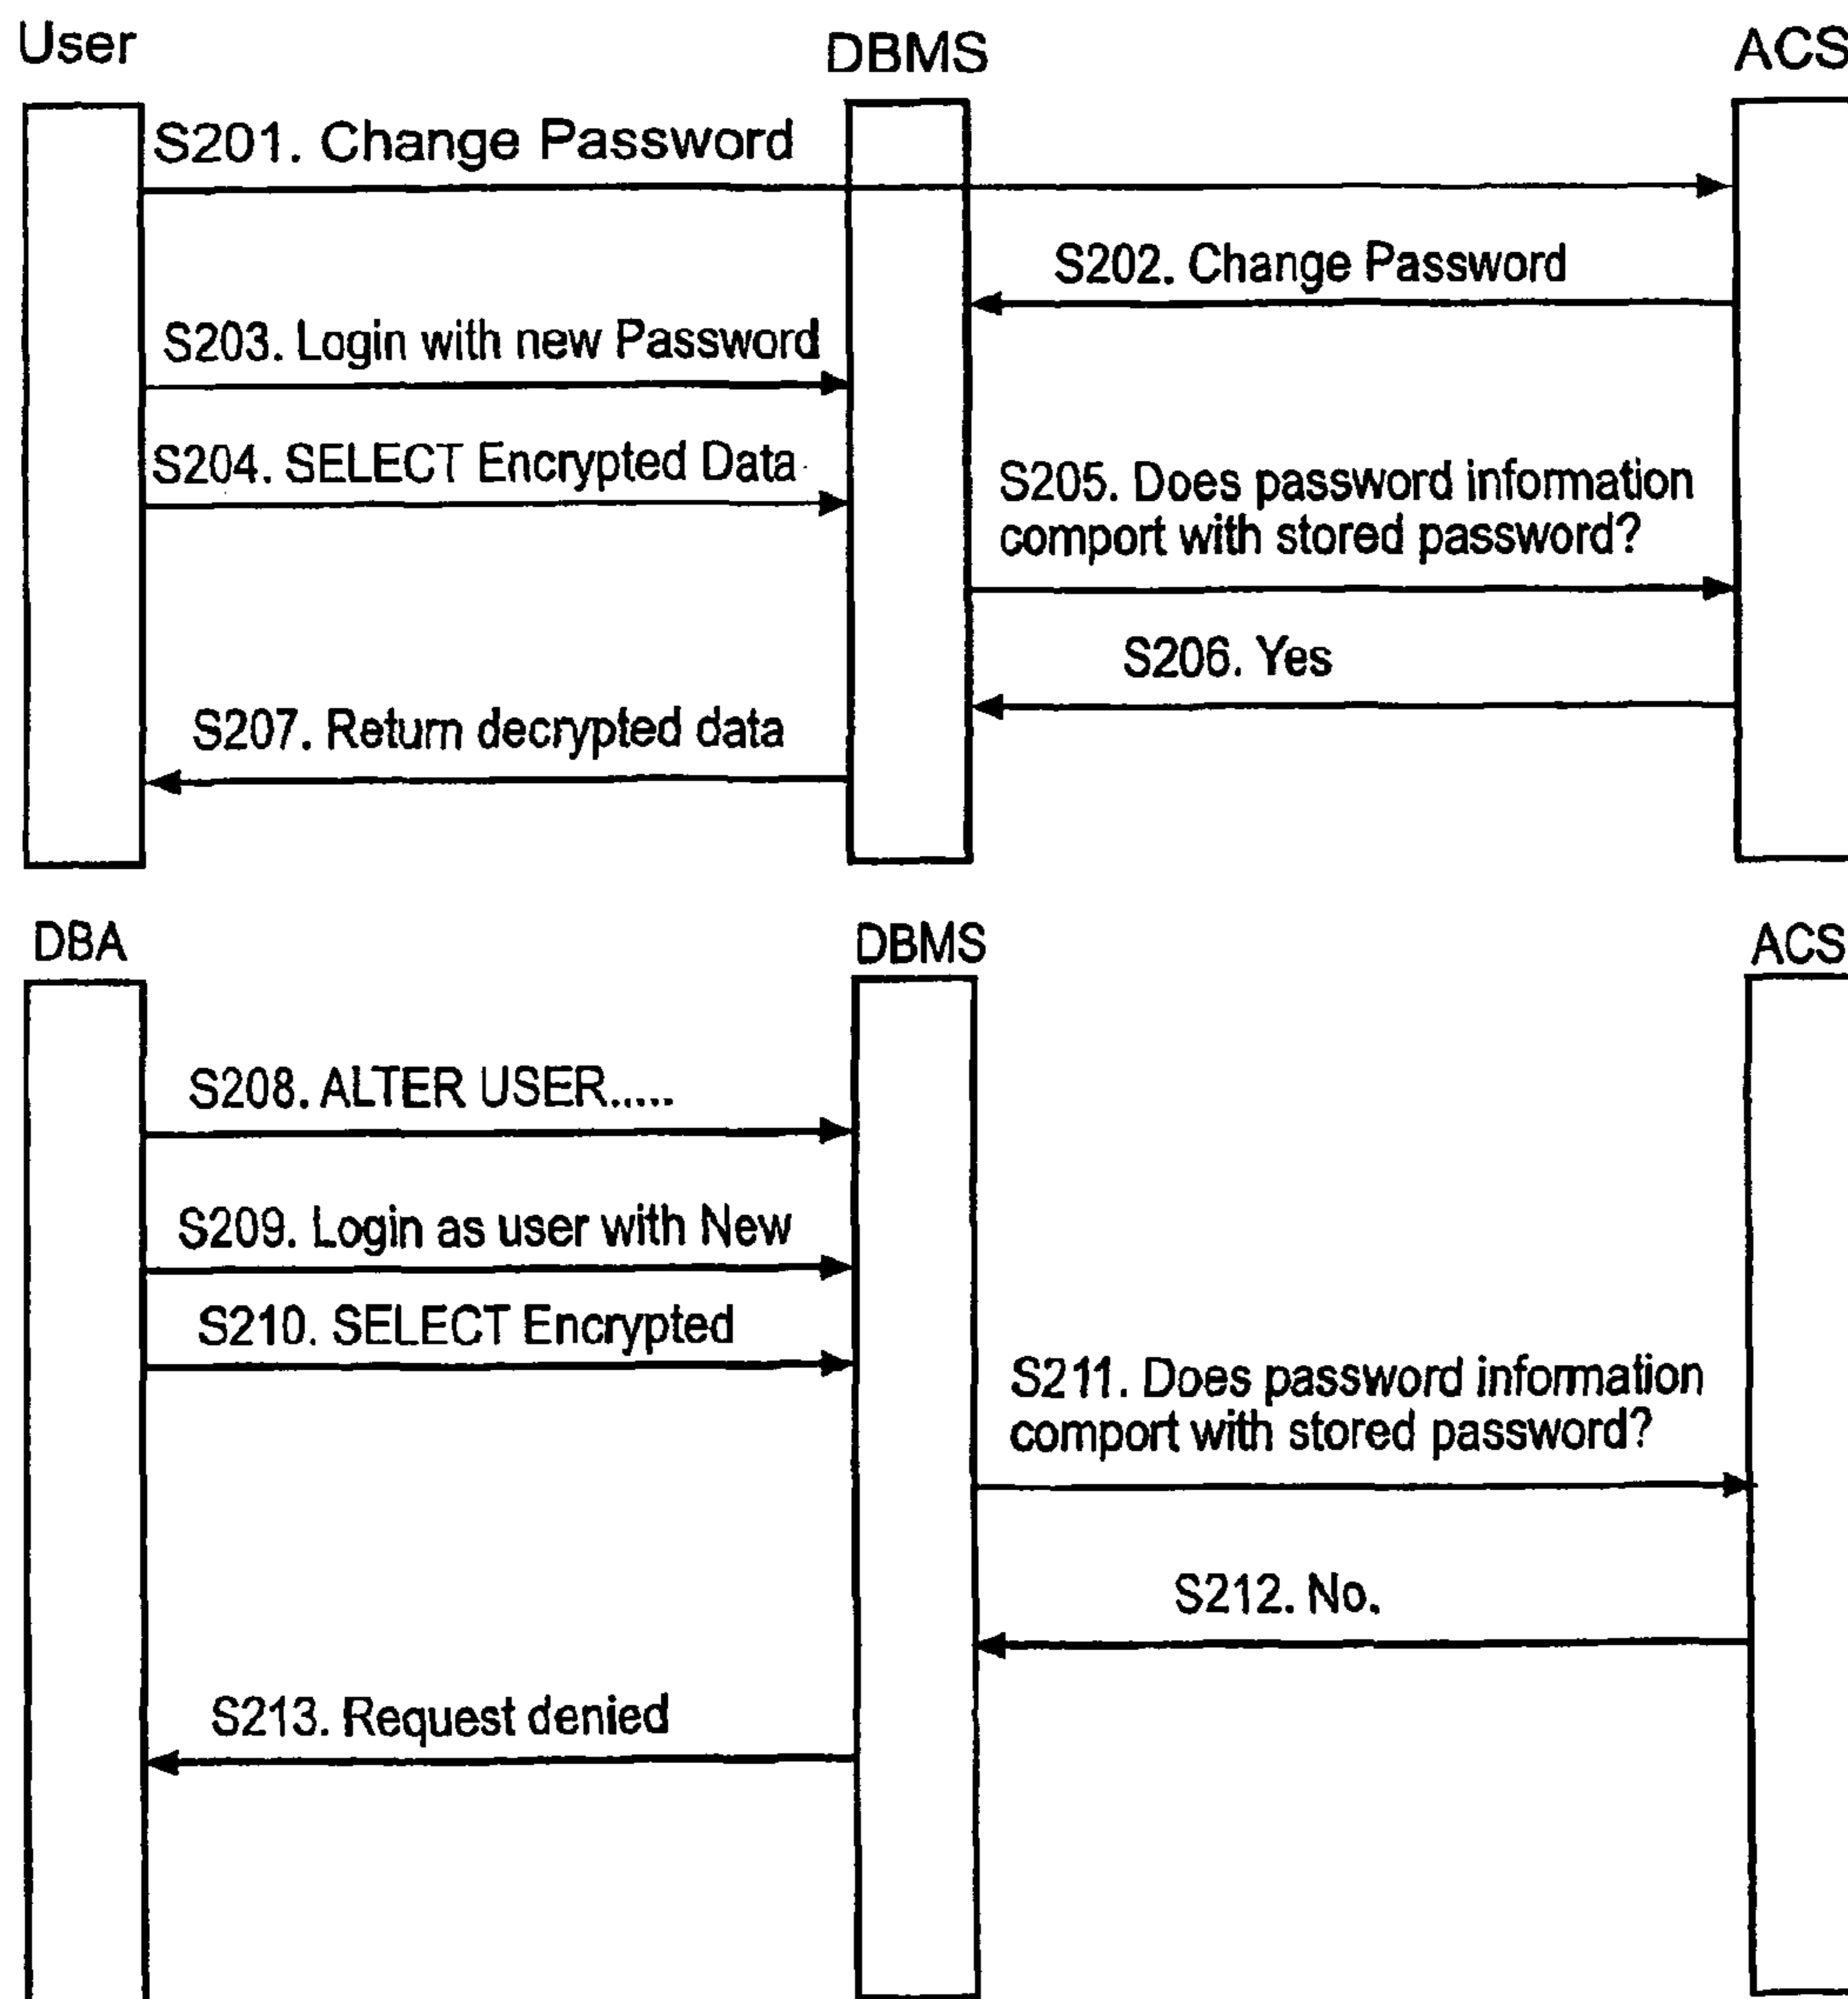 User DBMS ACS
S201. Change Password
S202. Change Password
S203. Login with new Password
S204. SELECT Encrypted Data
S205. Does password information
comport with stored password?
S206. Yes
S207. Return decrypted data
DBA DBMS ACS
S208. ALTER USER.....
S209. Login as user with New
S210. SELECT Encrypted
S211. Does password information
comport with stored password?
S212. No.
S213. Request denied